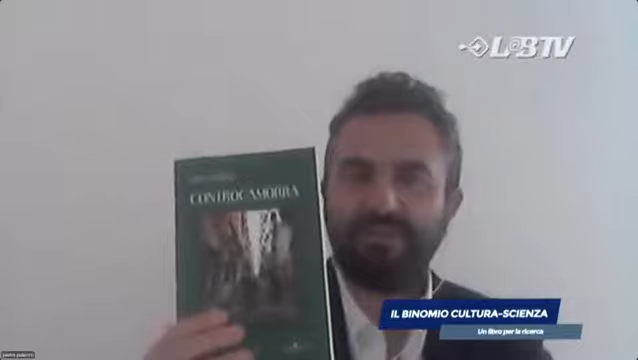 L@BTV
CONTROCAMORRA
IL BINOMIO CULTURA-SCIENZA
Un libro per la ricerca